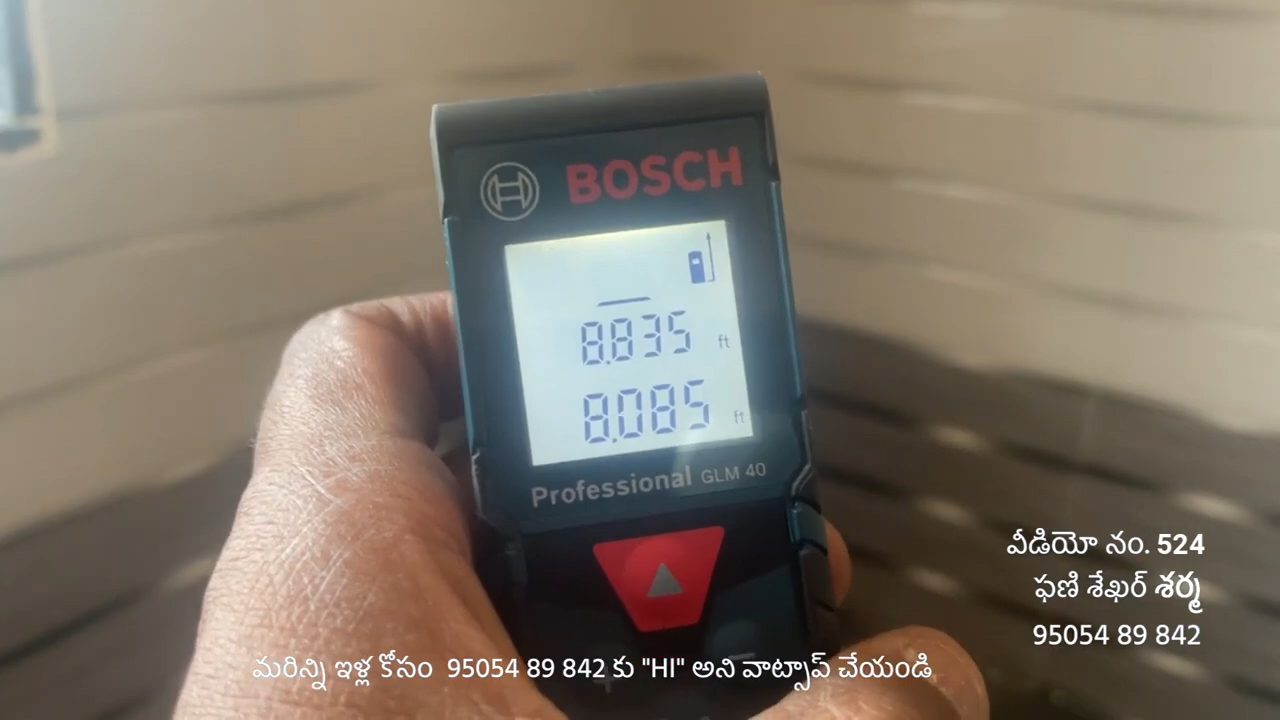 BOSCH
8.835 ft
8.085 ft
Professional GLM 40
వీడియో నం. 524
ఫణి శేఖర్ శర్మ
95054 89 842
మరిన్ని ఇళ్ల కోసం 95054 89 842 కు "HI" అని వాట్సాప్ చేయండి